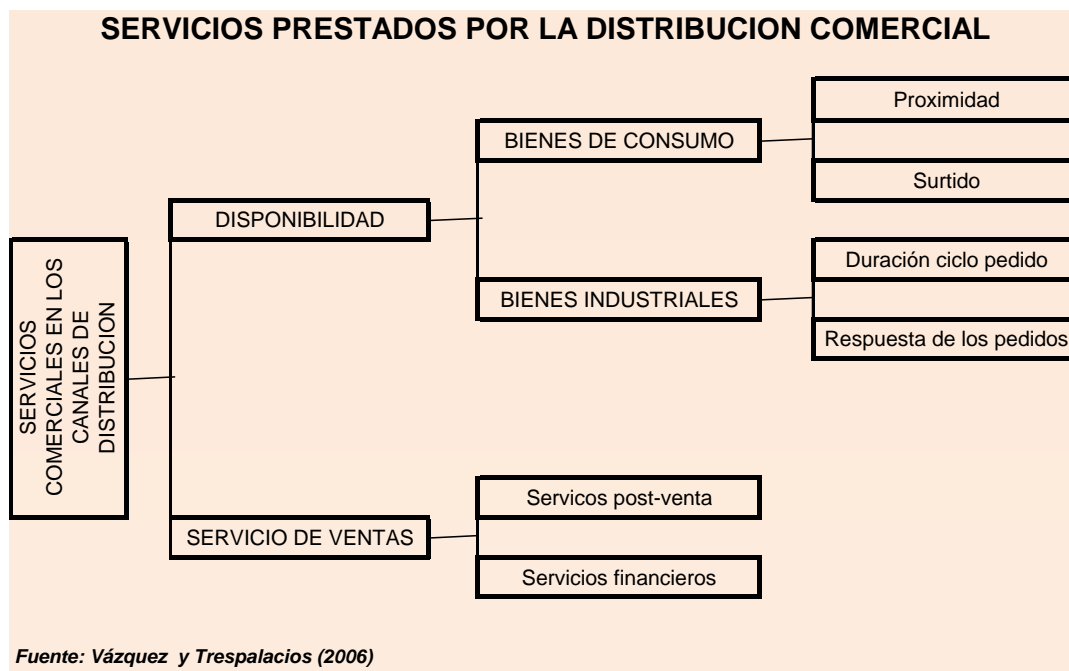 SERVICIOS PRESTADOS POR LA DISTRIBUCION COMERCIAL
SERVICIOS
COMERCIALES EN LOS
CANALES DE
DISTRIBUCION
DISPONIBILIDAD
BIENES DE CONSUMO
Proximidad
Surtido
BIENES INDUSTRIALES
Duración ciclo pedido
Respuesta de los pedidos
SERVICIO DE VENTAS
Servicos post-venta
Servicios financieros
Fuente: Vázquez y Trespalacios (2006)